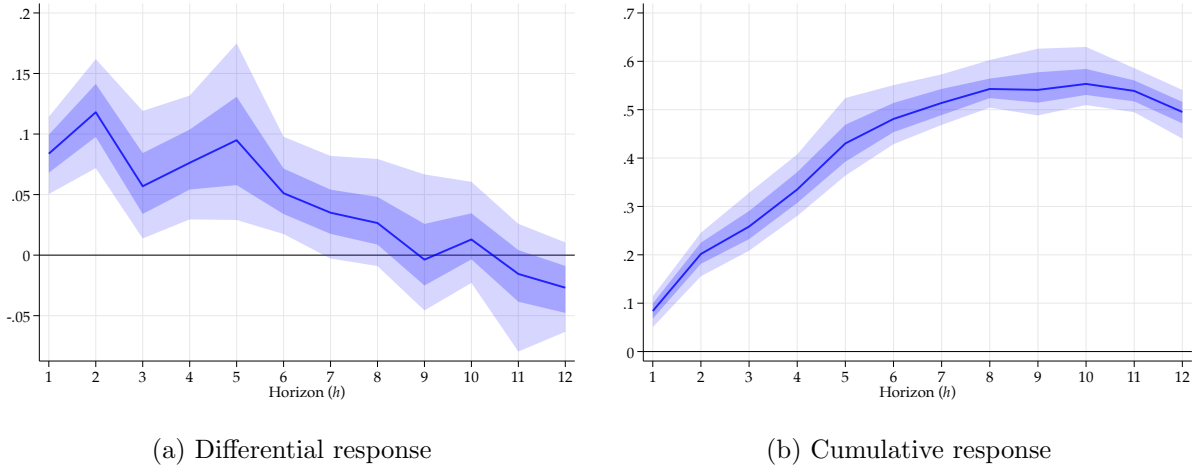 .2
.15
.1
.05
0
-.05
1 2 3 4 5 6 7 8 9 10 11 12
Horizon (h)
(a) Differential response
.7
.6
.5
.4
.3
.2
.1
0
1 2 3 4 5 6 7 8 9 10 11 12
Horizon (h)
(b) Cumulative response